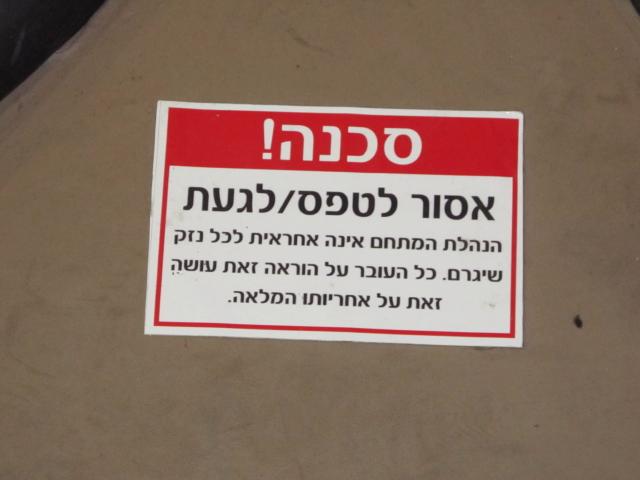 סכנה!
אסור לטפס/לגעת
הנהלת המתחם אינה אחראית לכל נזק
שיגרם. כל העובר על הוראה זאת עושה
זאת על אחריותו המלאה.